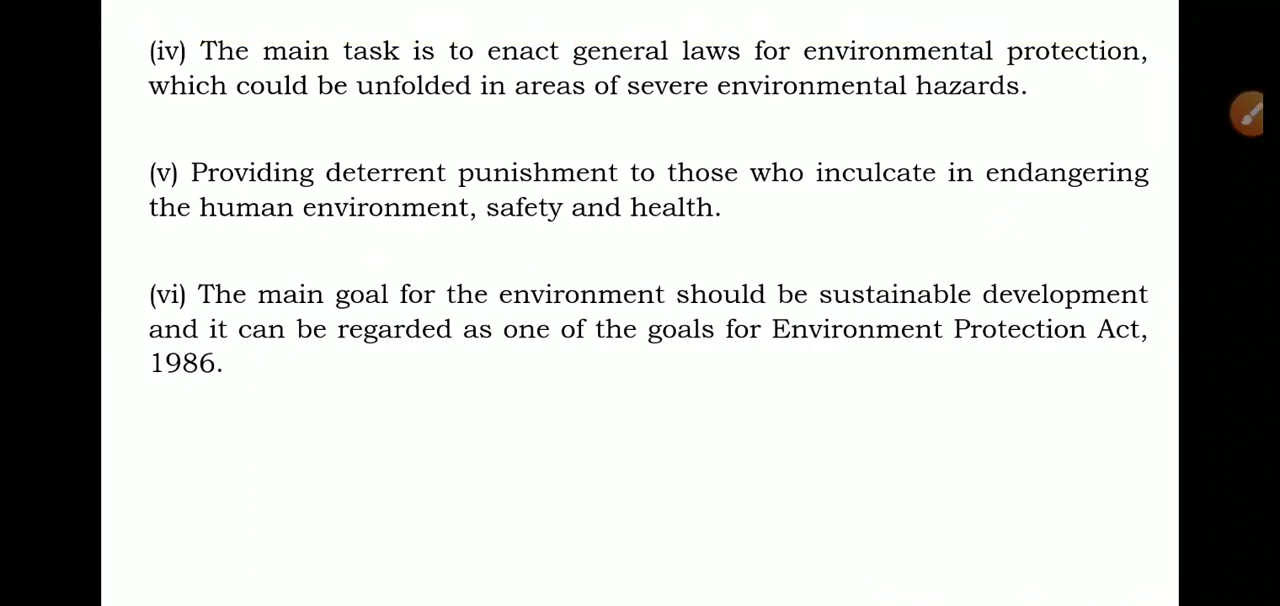 (iv) The main task is to enact general laws for environmental protection,
which could be unfolded in areas of severe environmental hazards.
(v) Providing deterrent punishment to those who inculcate in endangering
the human environment, safety and health.
(vi) The main goal for the environment should be sustainable development
and it can be regarded as one of the goals for Environment Protection Act,
1986.